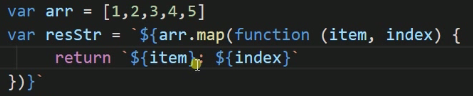 var arr = [1,2,3,4,5]
var resStr = `${arr.map(function (item, index) {
return `${item}: ${index}`
})}`